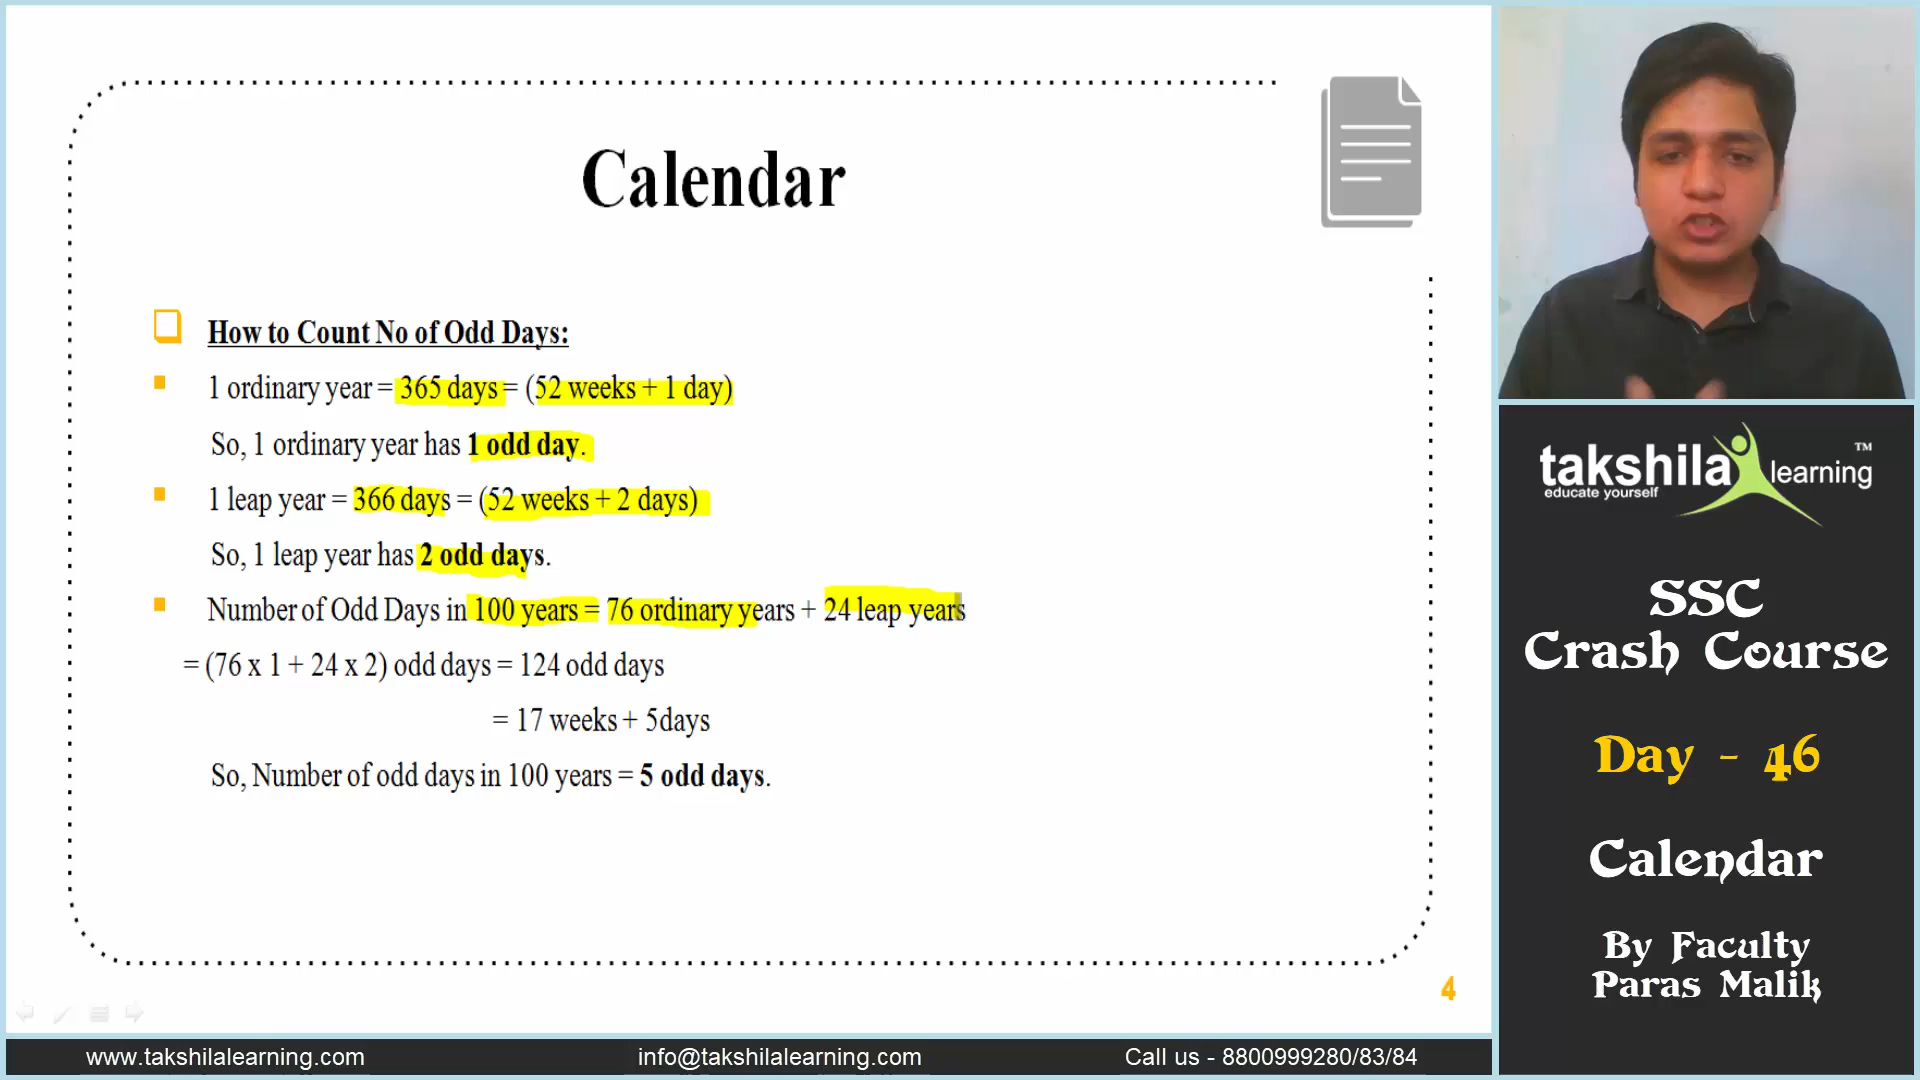 Calendar
How to Count No of Odd Days:
1 ordinary year = 365 days = (52 weeks + 1 day)
So, 1 ordinary year has 1 odd day.
1 leap year = 366 days = (52 weeks + 2 days)
So, 1 leap year has 2 odd days.
Number of Odd Days in 100 years = 76 ordinary years + 24 leap years
= (76 x 1 + 24 x 2) odd days = 124 odd days
= 17 weeks + 5days
So, Number of odd days in 100 years = 5 odd days.
4
takshila learning ™
educate yourself
SSC
Crash Course
Day - 46
Calendar
By Faculty
Paras Malik
www.takshilalearning.com info@takshilalearning.com Call us - 8800999280/83/84